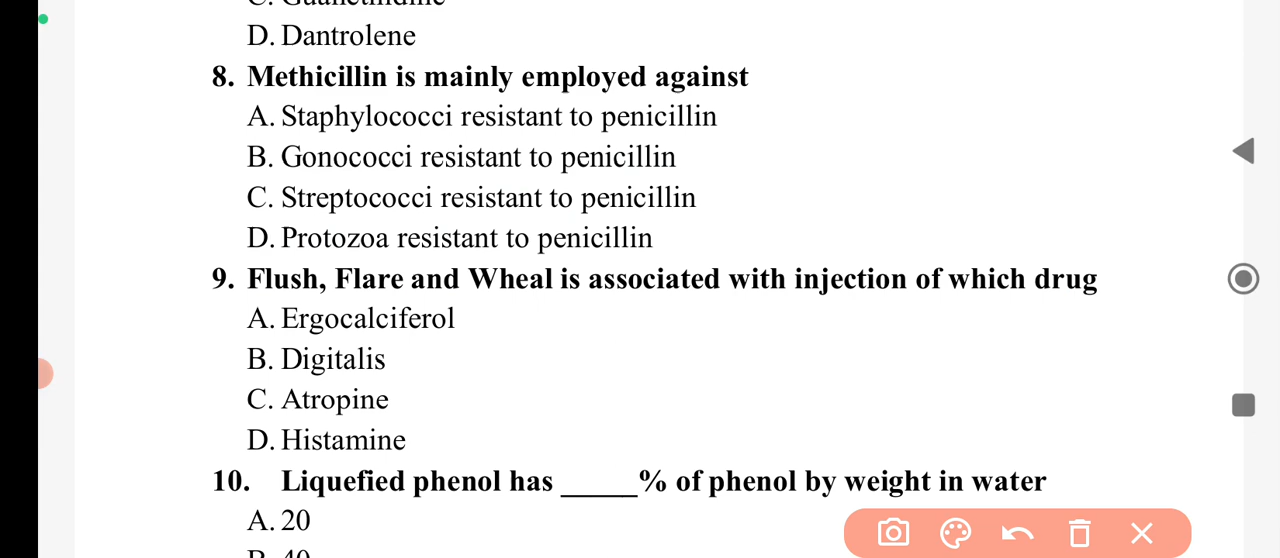 D. Dantrolene
8. Methicillin is mainly employed against
A. Staphylococci resistant to penicillin
B. Gonococci resistant to penicillin
C. Streptococci resistant to penicillin
D. Protozoa resistant to penicillin
9. Flush, Flare and Wheal is associated with injection of which drug
A. Ergocalciferol
B. Digitalis
C. Atropine
D. Histamine
10. Liquefied phenol has _____% of phenol by weight in water
A. 20